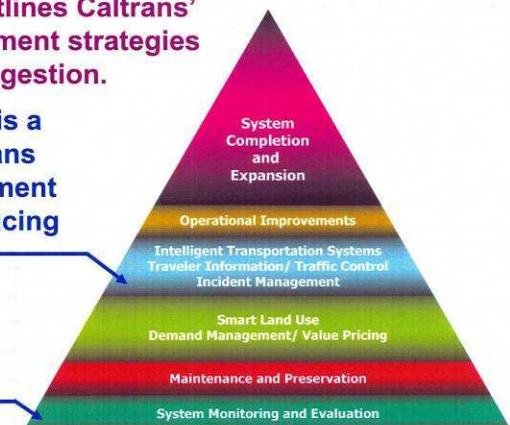 tlines Caltrans'
ment strategies
gestion.
is a
ans
ment
icing
System
Completion
and
Expansion
Operational Improvements
Intelligent Transportation Systems
Traveler Information/ Traffic Control
Incident Management
Smart Land Use
Demand Management/ Value Pricing
Maintenance and Preservation
System Monitoring and Evaluation